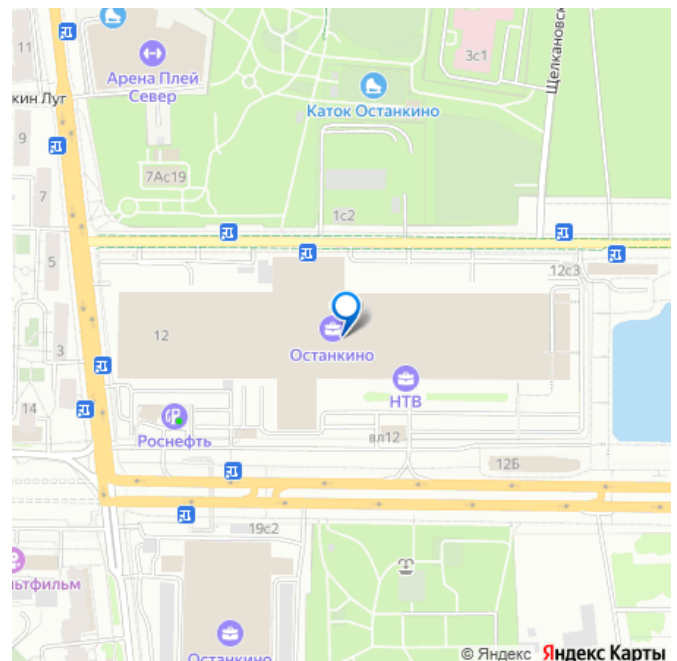 11
Арена Плей
Север
3с1
Щелкановск
Каток Останкино
кин Луг
9
7Ас19
7
1с2
5
12с3
12
Останкино
3
НТВ
14
Роснефть
вл12
12Б
19с2
льтфильм
Останкино
© Яндекс Яндекс Карты